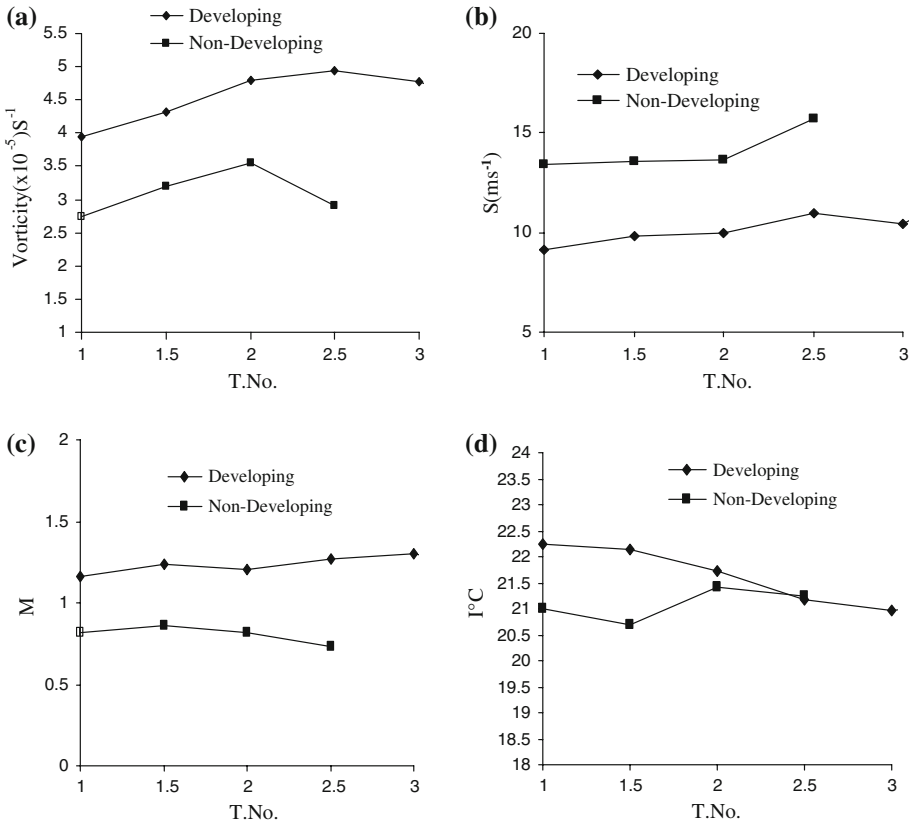 (a)
Developing
Non-Developing
5.5
5
4.5
4
3.5
3
2.5
2
1.5
1
Vorticity(x10⁻⁵)S⁻¹
1 1.5 2 2.5 3
T.No.
(b)
Developing
Non-Developing
20
15
10
5
S(ms⁻¹)
1 1.5 2 2.5 3
T.No.
(c)
Developing
Non-Developing
2
1.5
1
0.5
0
M
1 1.5 2 2.5 3
T.No.
(d)
Developing
Non-Developing
24
23.5
23
22.5
22
21.5
21
20.5
20
19.5
19
18.5
18
I°C
1 1.5 2 2.5 3
T.No.